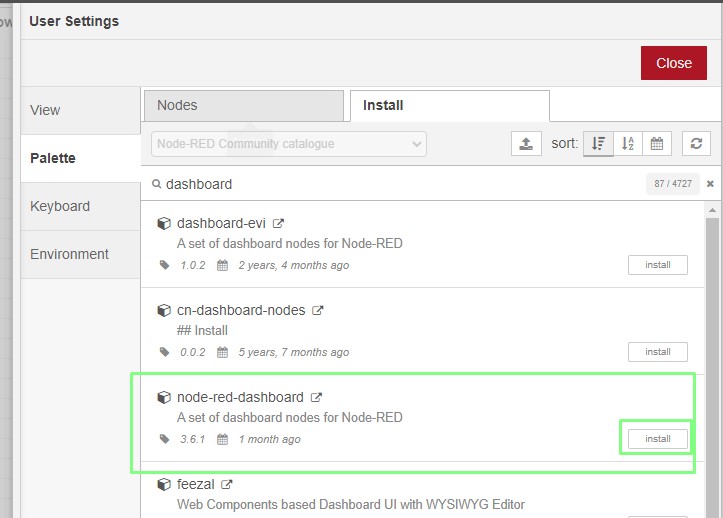 ow
User Settings
Close
View
Palette
Keyboard
Environment
Nodes
Install
Node-RED Community catalogue
sort:
dashboard
87 / 4727
dashboard-evi
A set of dashboard nodes for Node-RED
1.0.2 2 years, 4 months ago
install
cn-dashboard-nodes
## Install
0.0.2 5 years, 7 months ago
install
node-red-dashboard
A set of dashboard nodes for Node-RED
3.6.1 1 month ago
install
feezal
Web Components based Dashboard UI with WYSIWYG Editor